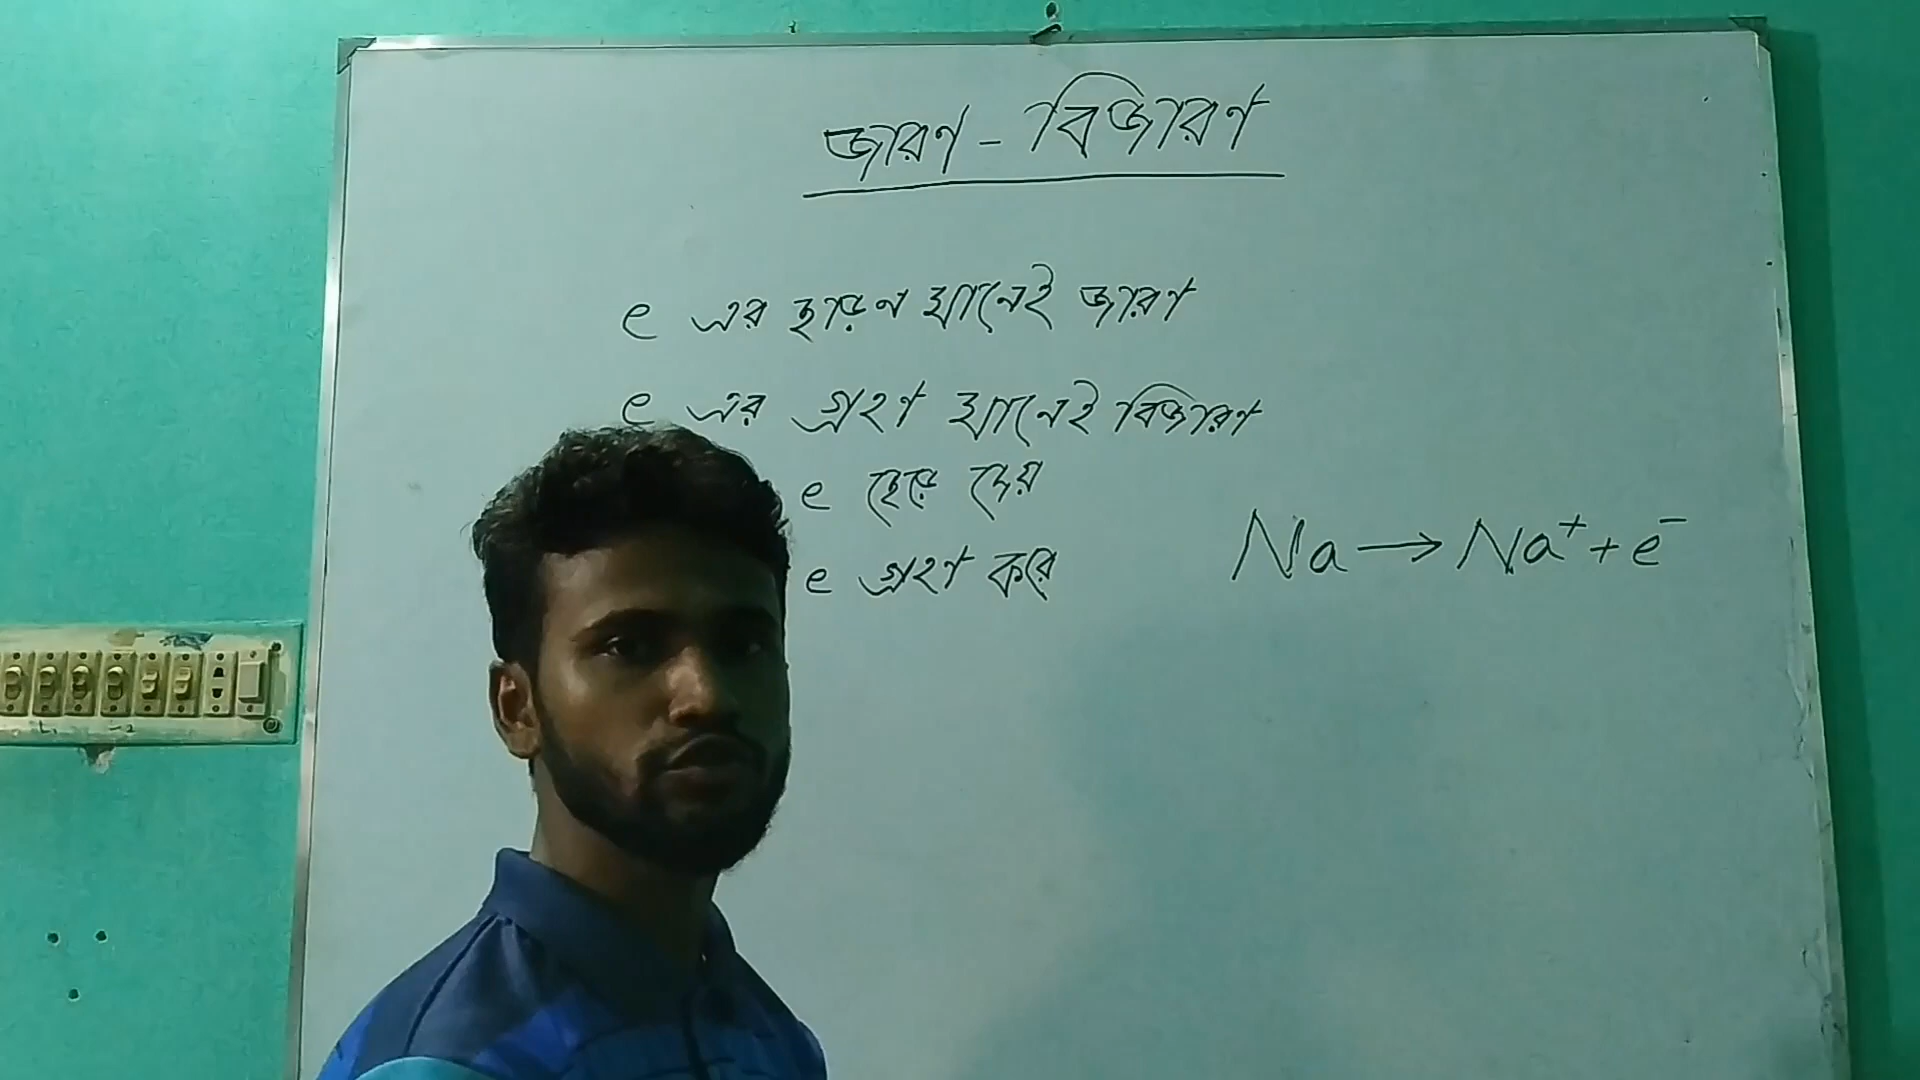 জারণ - বিজারণ
e এর ছাড়ন মানেই জারণ
e এর গ্রহণ মানেই বিজারণ
e ছেড়ে দেয়
e গ্রহণ করে
Na → Na⁺ + e⁻